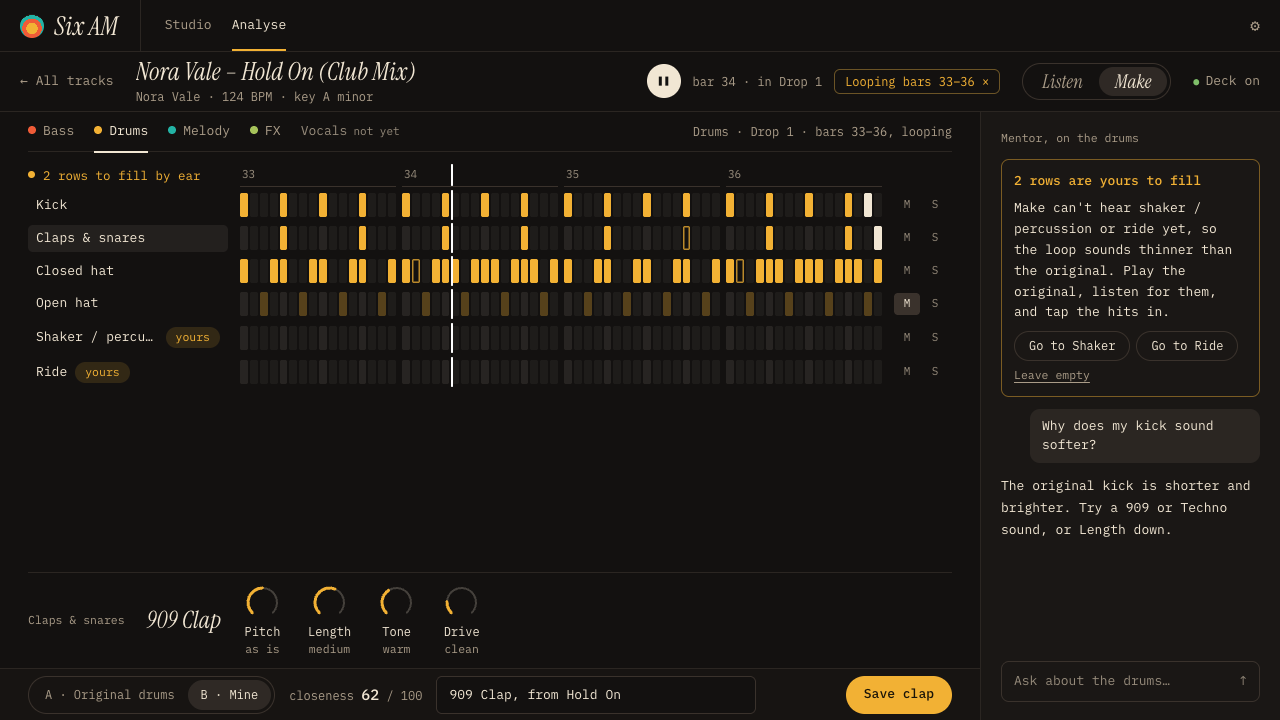 Six AM
Studio
Analyse
⚙
← All tracks
Nora Vale – Hold On (Club Mix)
Nora Vale · 124 BPM · key A minor
bar 34 · in Drop 1
Looping bars 33–36 ×
Listen
Make
Deck on
Bass
Drums
Melody
FX
Vocals not yet
Drums · Drop 1 · bars 33–36, looping
2 rows to fill by ear
33
34
35
36
Kick
M
S
Claps & snares
M
S
Closed hat
M
S
Open hat
M
S
Shaker / percu…
yours
M
S
Ride
yours
M
S
Claps & snares
909 Clap
Pitch
as is
Length
medium
Tone
warm
Drive
clean
A · Original drums
B · Mine
closeness 62 / 100
909 Clap, from Hold On
Save clap
Mentor, on the drums
2 rows are yours to fill
Make can't hear shaker /
percussion or ride yet, so
the loop sounds thinner than
the original. Play the
original, listen for them,
and tap the hits in.
Go to Shaker
Go to Ride
Leave empty
Why does my kick sound
softer?
The original kick is shorter and
brighter. Try a 909 or Techno
sound, or Length down.
Ask about the drums…
↑